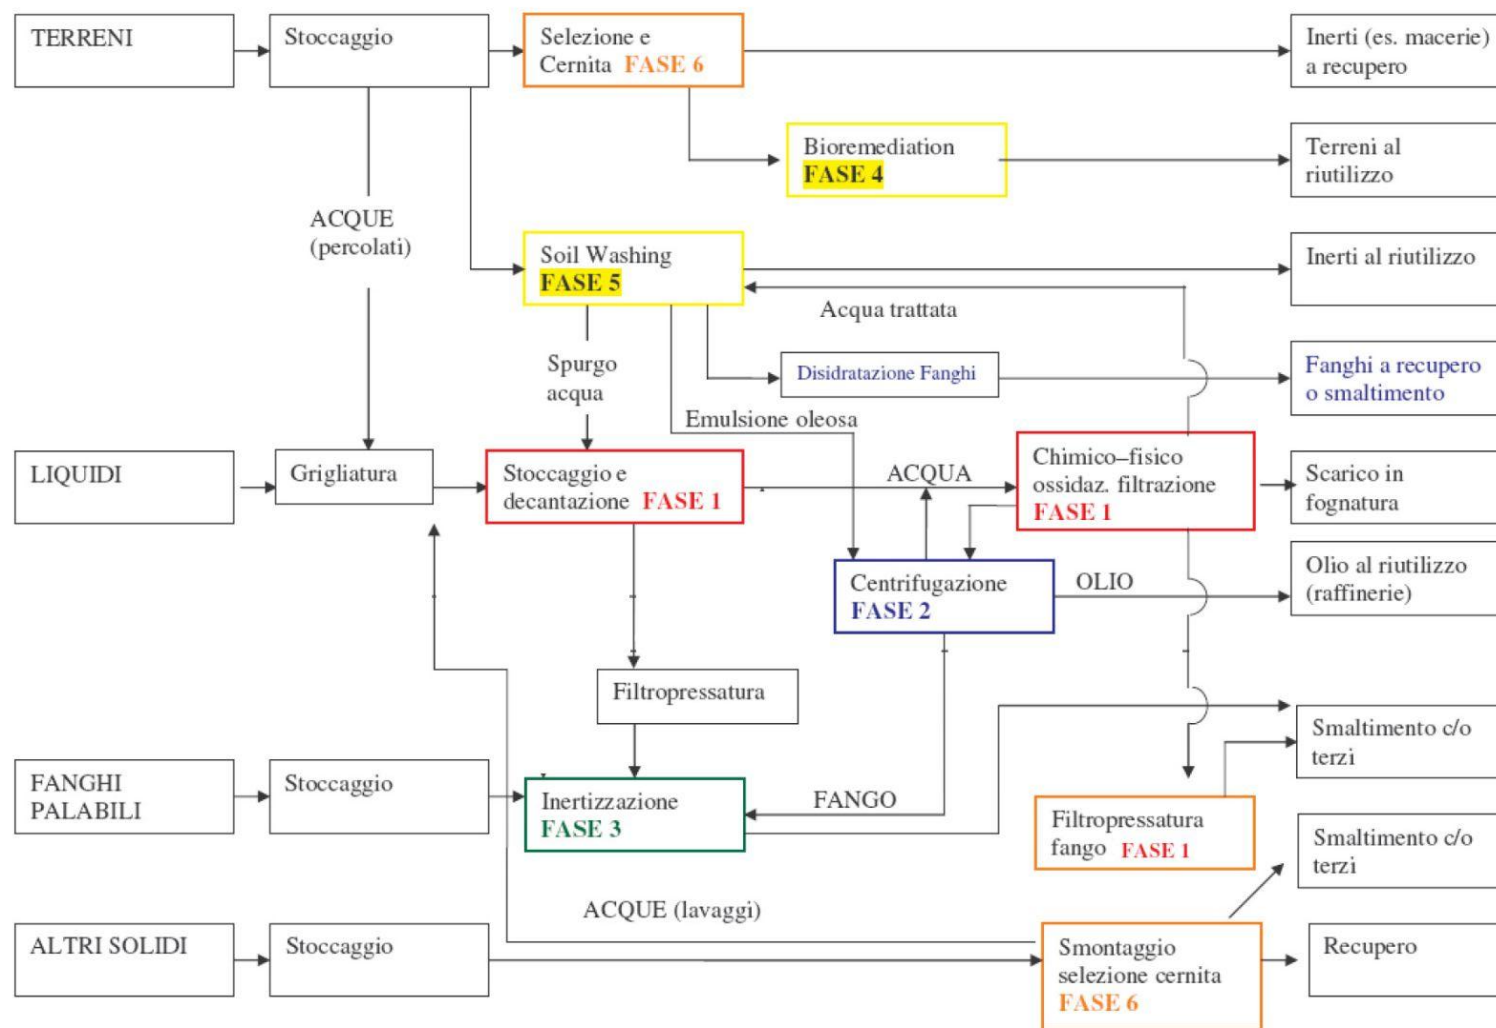 TERRENI
Stoccaggio
Selezione e
Cernita FASE 6
Inerti (es. macerie)
a recupero
Bioremediation
FASE 4
Terreni al
riutilizzo
ACQUE
(percolati)
Soil Washing
FASE 5
Inerti al riutilizzo
Acqua trattata
Spurgo
acqua
Disidratazione Fanghi
Fanghi a recupero
o smaltimento
Emulsione oleosa
LIQUIDI
Grigliatura
Stoccaggio e
decantazione FASE 1
ACQUA
Chimico–fisico
ossidaz. filtrazione
FASE 1
Scarico in
fognatura
Centrifugazione
FASE 2
OLIO
Olio al riutilizzo
(raffinerie)
Filtropressatura
Smaltimento c/o
terzi
FANGHI
PALABILI
Stoccaggio
Inertizzazione
FASE 3
FANGO
Filtropressatura
fango FASE 1
Smaltimento c/o
terzi
ACQUE (lavaggi)
ALTRI SOLIDI
Stoccaggio
Smontaggio
selezione cernita
FASE 6
Recupero